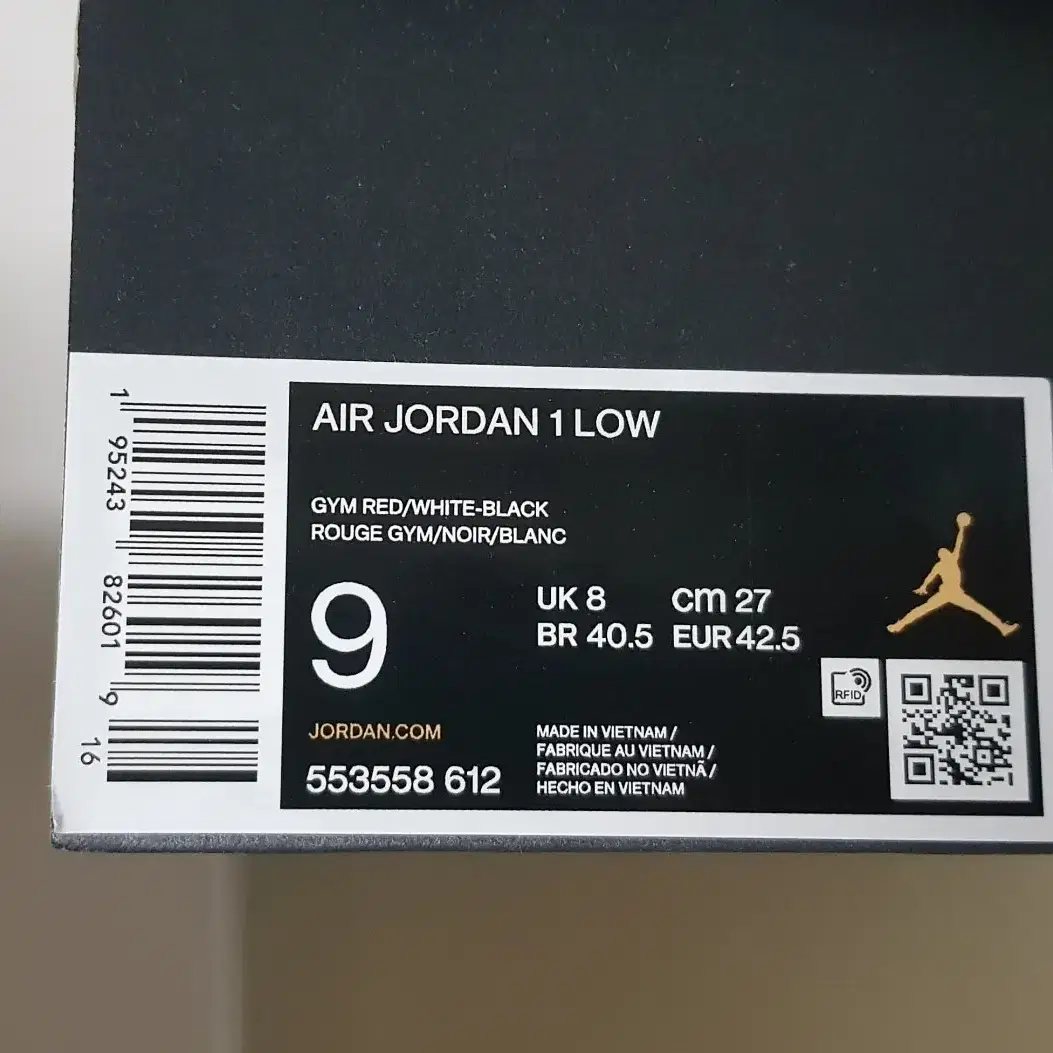 AIR JORDAN 1 LOW
GYM RED/WHITE-BLACK
ROUGE GYM/NOIR/BLANC
9
UK 8 cm 27
BR 40.5 EUR 42.5
RFID
JORDAN.COM
553558 612
MADE IN VIETNAM /
FABRIQUE AU VIETNAM /
FABRICADO NO VIETNÃ /
HECHO EN VIETNAM
1 95243 82601 9 16